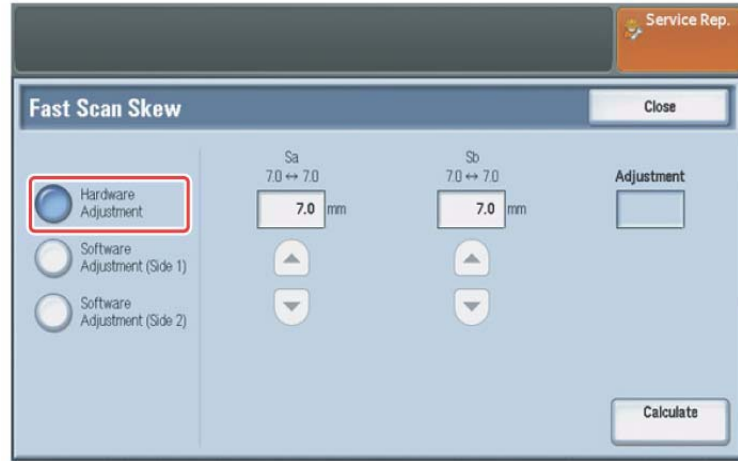 Service Rep.
Fast Scan Skew
Close
Hardware
Adjustment
Software
Adjustment (Side 1)
Software
Adjustment (Side 2)
Sa
7.0 ↔ 7.0
7.0 mm
Sb
7.0 ↔ 7.0
7.0 mm
Adjustment
Calculate